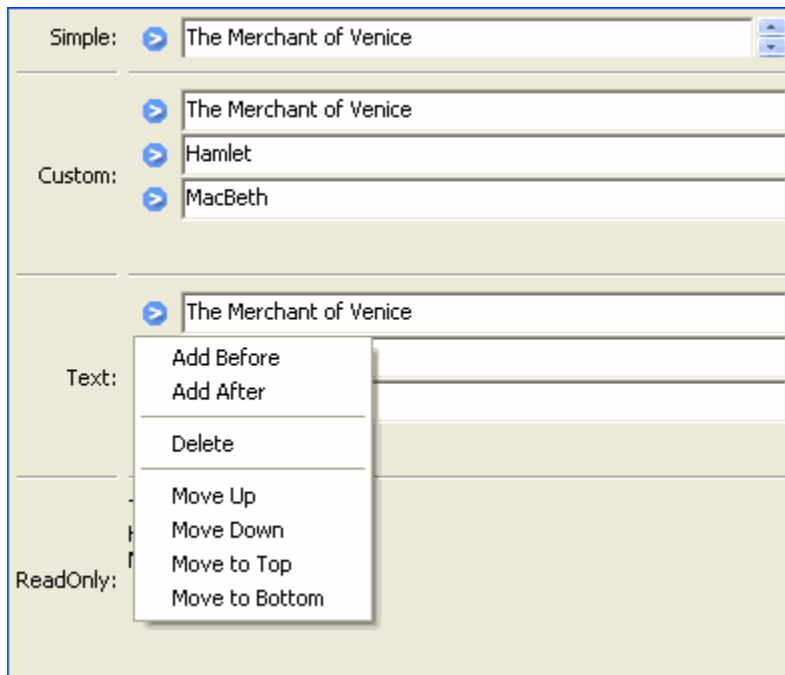 Simple: The Merchant of Venice
The Merchant of Venice
Hamlet
Custom:
MacBeth
The Merchant of Venice
Text:
Add Before
Add After
Delete
Move Up
Move Down
Move to Top
Move to Bottom
ReadOnly: